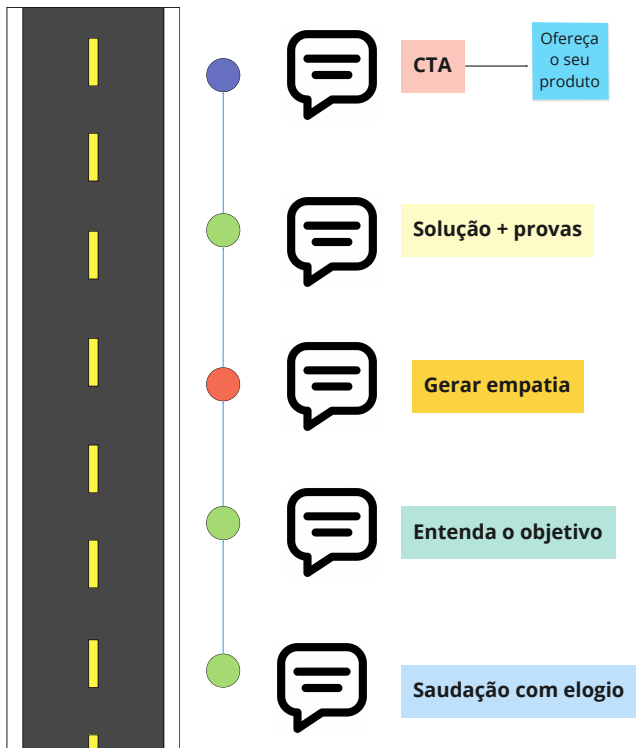 CTA
Ofereça
o seu
produto
Solução + provas
Gerar empatia
Entenda o objetivo
Saudação com elogio